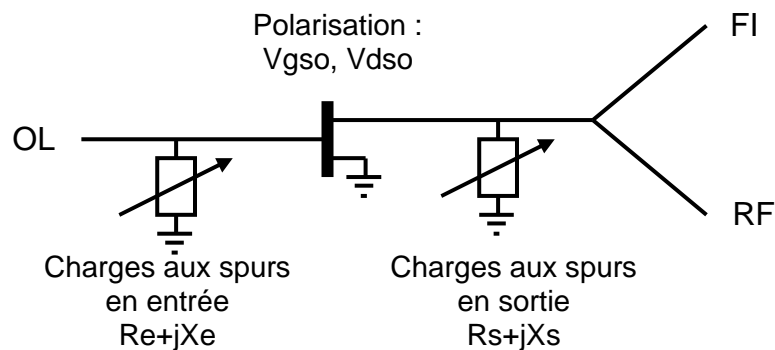 Polarisation :
Vgso, Vdso
FI
OL
RF
Charges aux spurs
en entrée
Re+jXe
Charges aux spurs
en sortie
Rs+jXs